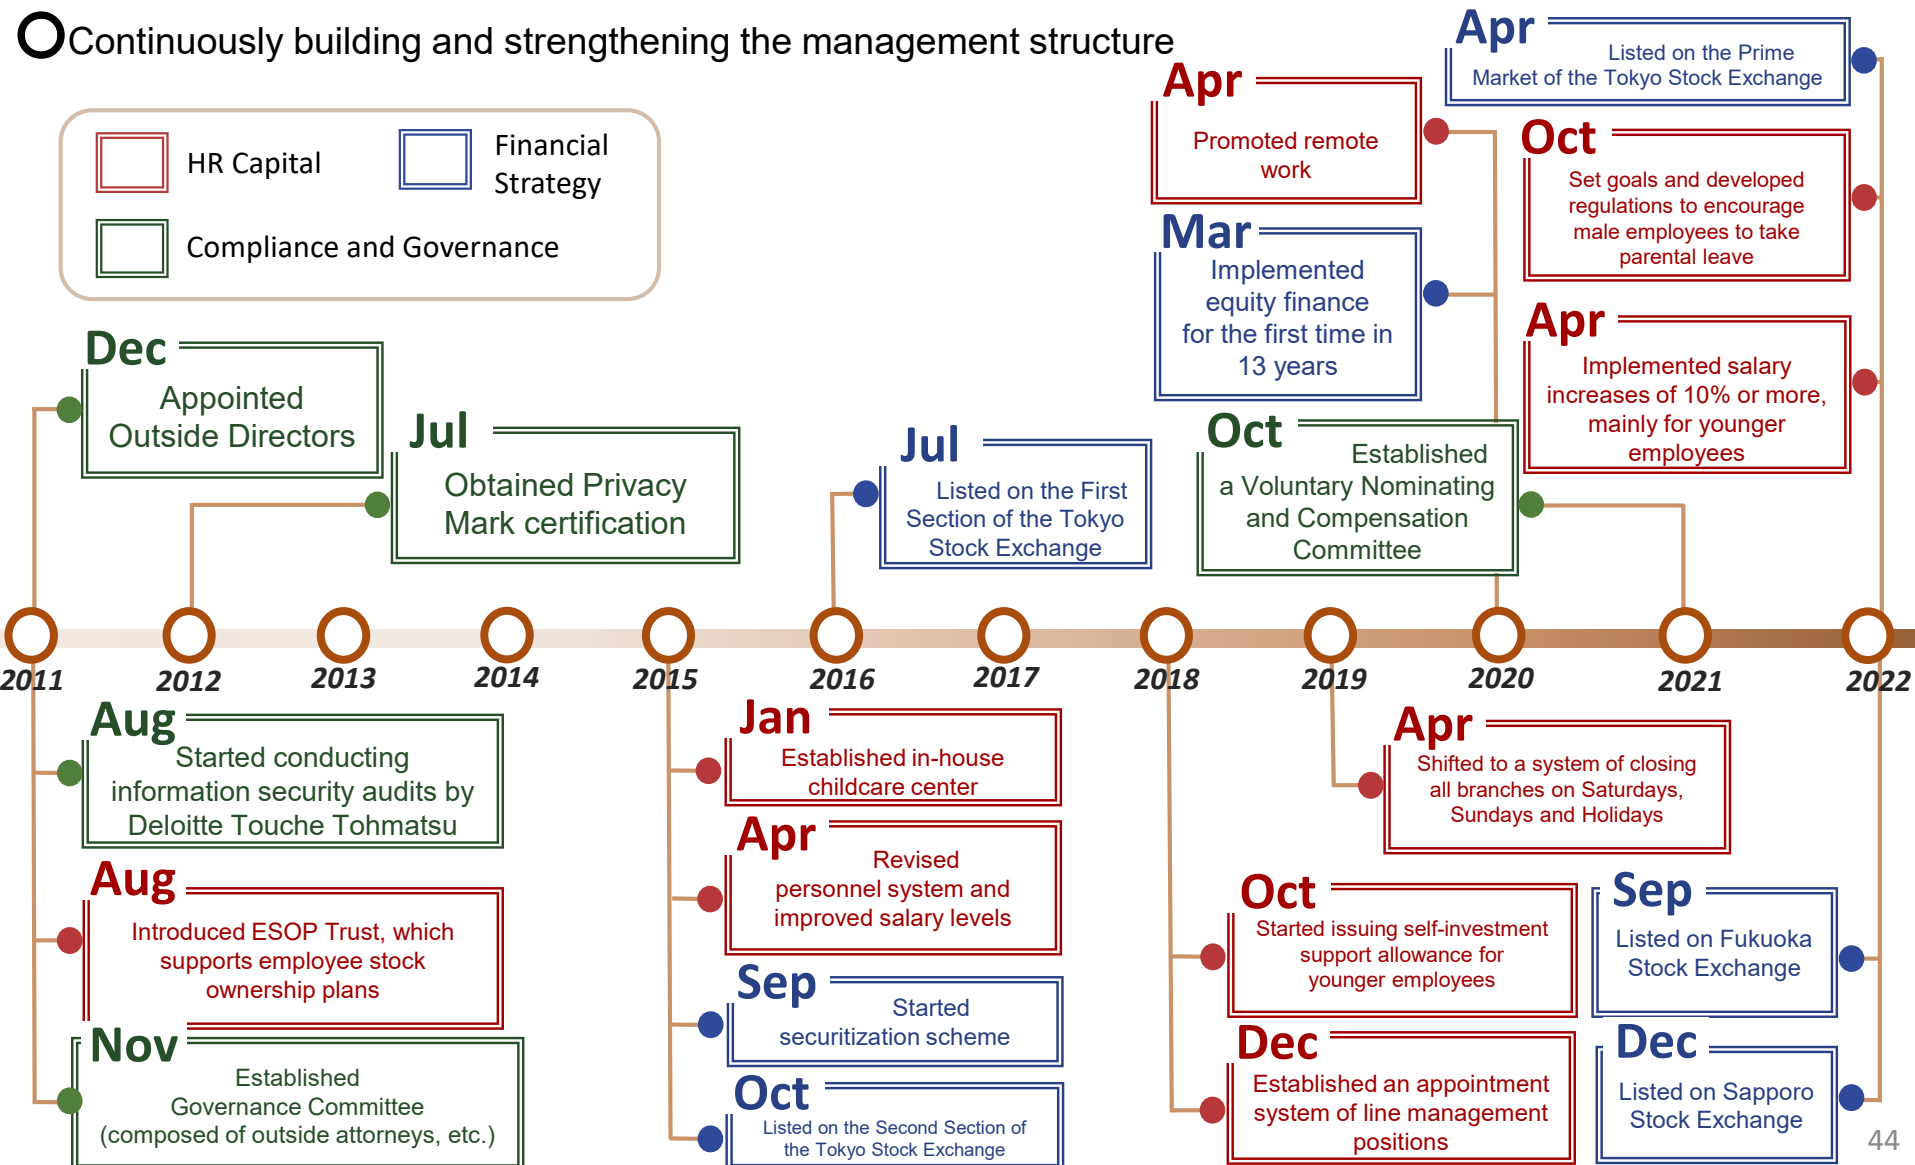 Continuously building and strengthening the management structure
HR Capital
Financial
Strategy
Compliance and Governance
Apr
Listed on the Prime
Market of the Tokyo Stock Exchange
Apr
Promoted remote
work
Oct
Set goals and developed
regulations to encourage
male employees to take
parental leave
Mar
Implemented
equity finance
for the first time in
13 years
Apr
Implemented salary
increases of 10% or more,
mainly for younger
employees
Dec
Appointed
Outside Directors
Jul
Obtained Privacy
Mark certification
Jul
Listed on the First
Section of the Tokyo
Stock Exchange
Oct
Established
a Voluntary Nominating
and Compensation
Committee
2011
2012
2013
2014
2015
2016
2017
2018
2019
2020
2021
2022
Aug
Started conducting
information security audits by
Deloitte Touche Tohmatsu
Aug
Introduced ESOP Trust, which
supports employee stock
ownership plans
Nov
Established
Governance Committee
(composed of outside attorneys, etc.)
Jan
Established in-house
childcare center
Apr
Revised
personnel system and
improved salary levels
Sep
Started
securitization scheme
Oct
Listed on the Second Section of
the Tokyo Stock Exchange
Apr
Shifted to a system of closing
all branches on Saturdays,
Sundays and Holidays
Oct
Started issuing self-investment
support allowance for
younger employees
Dec
Established an appointment
system of line management
positions
Sep
Listed on Fukuoka
Stock Exchange
Dec
Listed on Sapporo
Stock Exchange
44